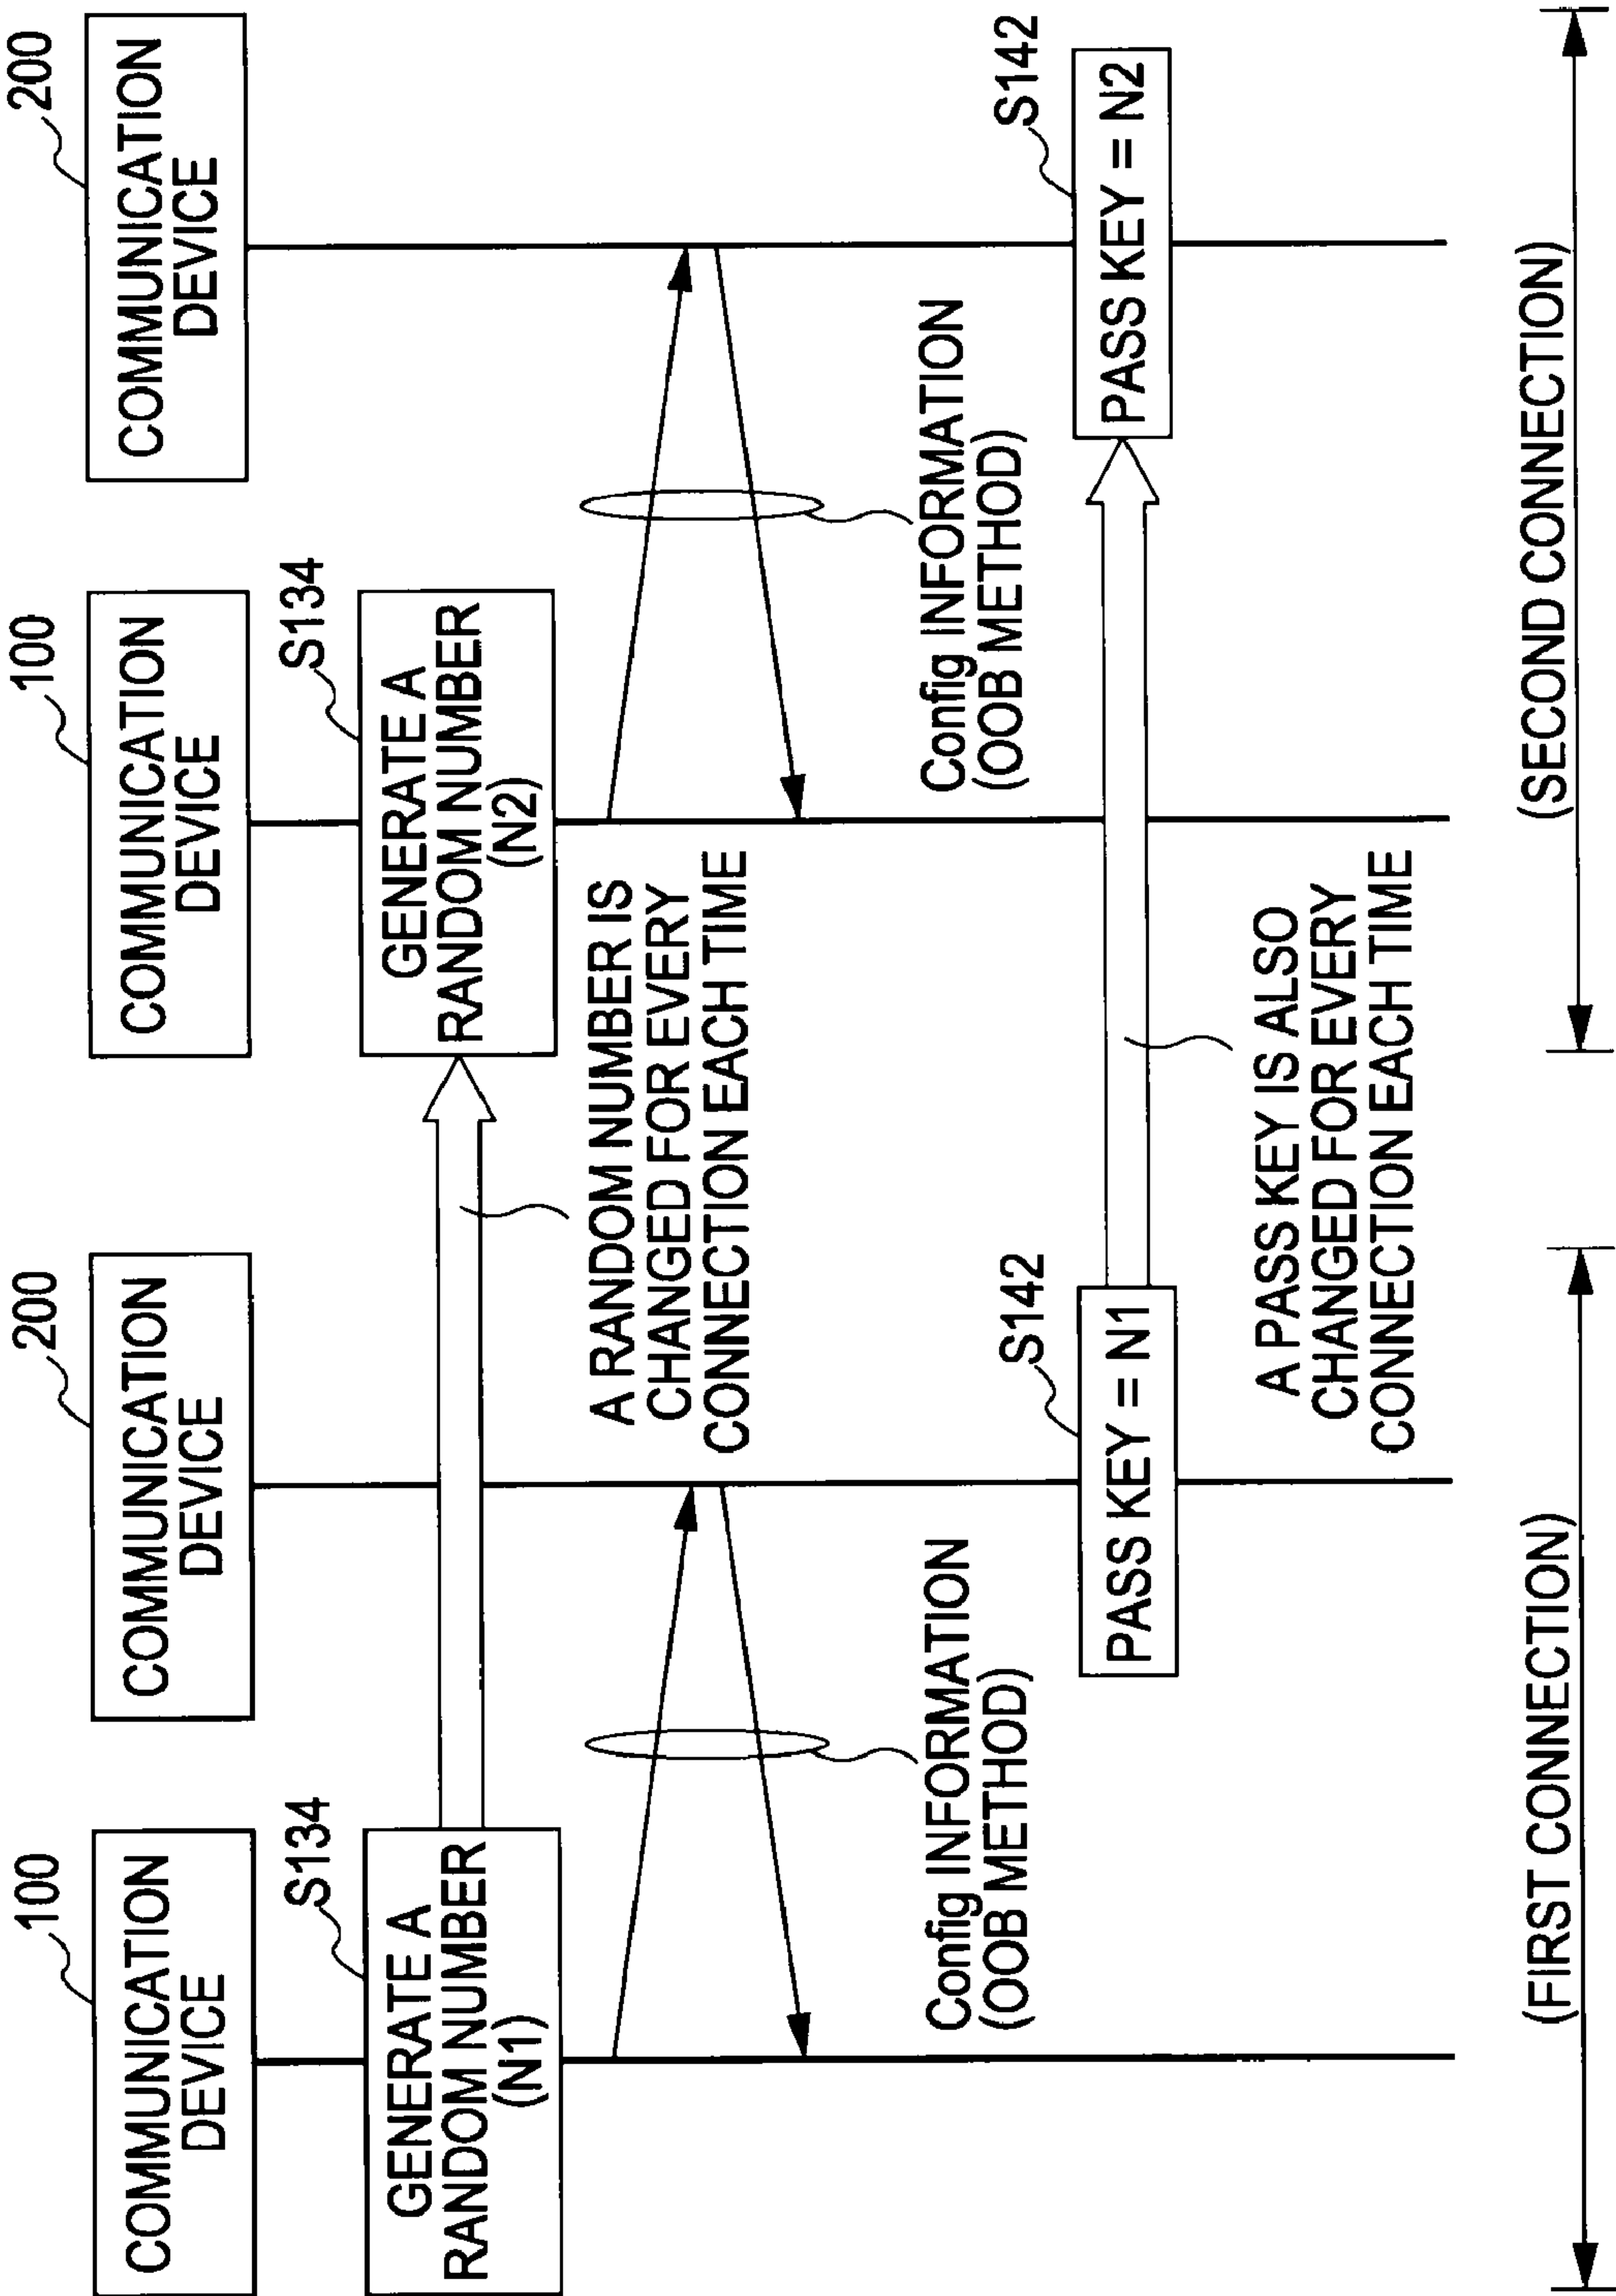 100
COMMUNICATION
DEVICE
200
COMMUNICATION
DEVICE
100
COMMUNICATION
DEVICE
200
COMMUNICATION
DEVICE
S134
GENERATE A
RANDOM NUMBER
(N1)
S134
GENERATE A
RANDOM NUMBER
(N2)
A RANDOM NUMBER IS
CHANGED FOR EVERY
CONNECTION EACH TIME
Config INFORMATION
(OOB METHOD)
Config INFORMATION
(OOB METHOD)
S142
PASS KEY = N1
S142
PASS KEY = N2
A PASS KEY IS ALSO
CHANGED FOR EVERY
CONNECTION EACH TIME
(FIRST CONNECTION)
(SECOND CONNECTION)